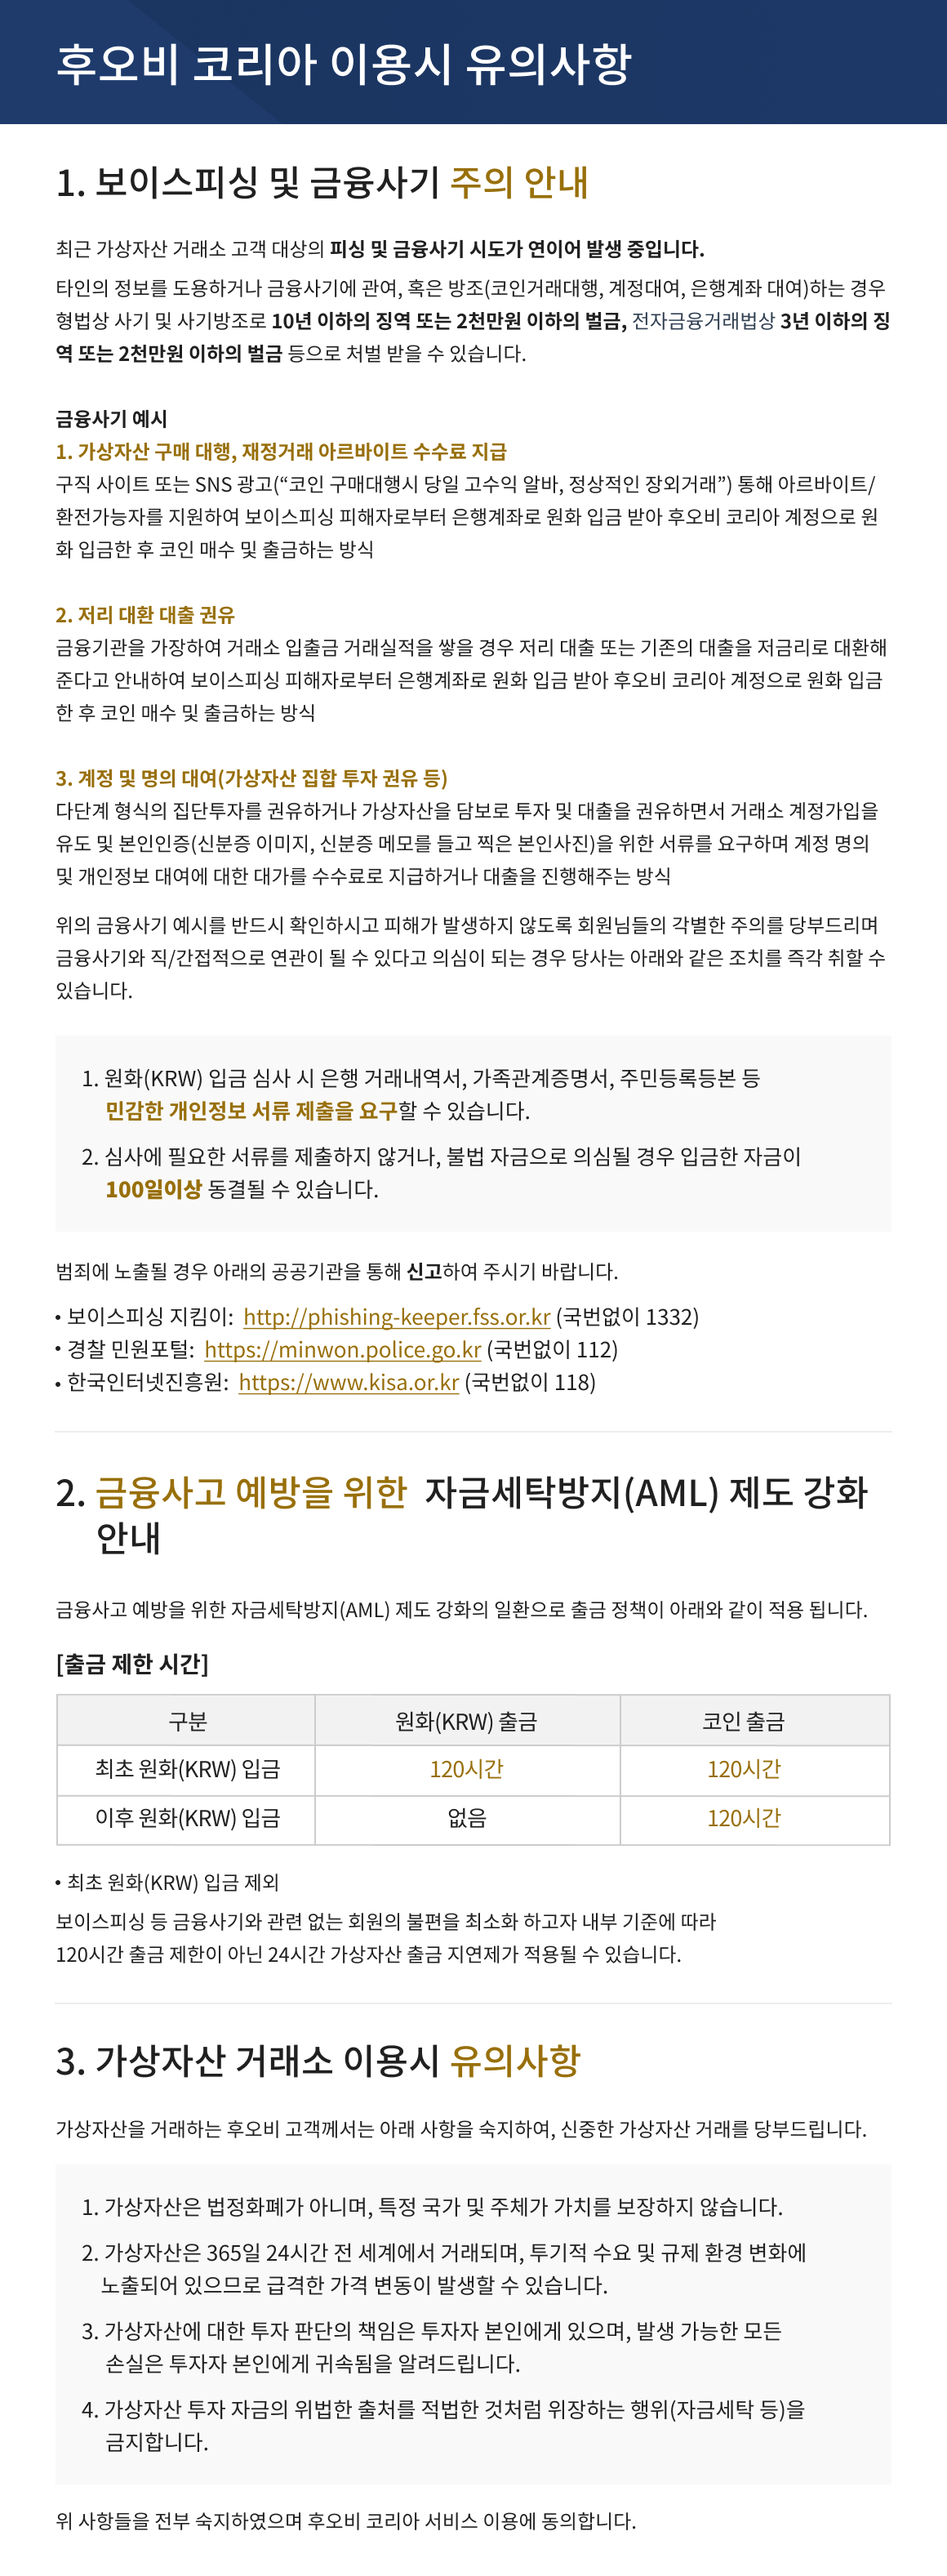 후오비 코리아 이용시 유의사항
1. 보이스피싱 및 금융사기 주의 안내
최근 가상자산 거래소 고객 대상의 피싱 및 금융사기 시도가 연이어 발생 중입니다.
타인의 정보를 도용하거나 금융사기에 관여, 혹은 방조(코인거래대행, 계정대여, 은행계좌 대여)하는 경우
형법상 사기 및 사기방조로 10년 이하의 징역 또는 2천만원 이하의 벌금, 전자금융거래법상 3년 이하의 징
역 또는 2천만원 이하의 벌금 등으로 처벌 받을 수 있습니다.
금융사기 예시
1. 가상자산 구매 대행, 재정거래 아르바이트 수수료 지급
구직 사이트 또는 SNS 광고(“코인 구매대행시 당일 고수익 알바, 정상적인 장외거래”) 통해 아르바이트/
환전가능자를 지원하여 보이스피싱 피해자로부터 은행계좌로 원화 입금 받아 후오비 코리아 계정으로 원
화 입금한 후 코인 매수 및 출금하는 방식
2. 저리 대환 대출 권유
금융기관을 가장하여 거래소 입출금 거래실적을 쌓을 경우 저리 대출 또는 기존의 대출을 저금리로 대환해
준다고 안내하여 보이스피싱 피해자로부터 은행계좌로 원화 입금 받아 후오비 코리아 계정으로 원화 입금
한 후 코인 매수 및 출금하는 방식
3. 계정 및 명의 대여(가상자산 집합 투자 권유 등)
다단계 형식의 집단투자를 권유하거나 가상자산을 담보로 투자 및 대출을 권유하면서 거래소 계정가입을
유도 및 본인인증(신분증 이미지, 신분증 메모를 들고 찍은 본인사진)을 위한 서류를 요구하며 계정 명의
및 개인정보 대여에 대한 대가를 수수료로 지급하거나 대출을 진행해주는 방식
위의 금융사기 예시를 반드시 확인하시고 피해가 발생하지 않도록 회원님들의 각별한 주의를 당부드리며
금융사기와 직/간접적으로 연관이 될 수 있다고 의심이 되는 경우 당사는 아래와 같은 조치를 즉각 취할 수
있습니다.
1. 원화(KRW) 입금 심사 시 은행 거래내역서, 가족관계증명서, 주민등록등본 등
민감한 개인정보 서류 제출을 요구할 수 있습니다.
2. 심사에 필요한 서류를 제출하지 않거나, 불법 자금으로 의심될 경우 입금한 자금이
100일이상 동결될 수 있습니다.
범죄에 노출될 경우 아래의 공공기관을 통해 신고하여 주시기 바랍니다.
• 보이스피싱 지킴이: http://phishing-keeper.fss.or.kr (국번없이 1332)
• 경찰 민원포털: https://minwon.police.go.kr (국번없이 112)
• 한국인터넷진흥원: https://www.kisa.or.kr (국번없이 118)
2. 금융사고 예방을 위한 자금세탁방지(AML) 제도 강화
안내
금융사고 예방을 위한 자금세탁방지(AML) 제도 강화의 일환으로 출금 정책이 아래와 같이 적용 됩니다.
[출금 제한 시간]
구분 원화(KRW) 출금 코인 출금
최초 원화(KRW) 입금 120시간 120시간
이후 원화(KRW) 입금 없음 120시간
• 최초 원화(KRW) 입금 제외
보이스피싱 등 금융사기와 관련 없는 회원의 불편을 최소화 하고자 내부 기준에 따라
120시간 출금 제한이 아닌 24시간 가상자산 출금 지연제가 적용될 수 있습니다.
3. 가상자산 거래소 이용시 유의사항
가상자산을 거래하는 후오비 고객께서는 아래 사항을 숙지하여, 신중한 가상자산 거래를 당부드립니다.
1. 가상자산은 법정화폐가 아니며, 특정 국가 및 주체가 가치를 보장하지 않습니다.
2. 가상자산은 365일 24시간 전 세계에서 거래되며, 투기적 수요 및 규제 환경 변화에
노출되어 있으므로 급격한 가격 변동이 발생할 수 있습니다.
3. 가상자산에 대한 투자 판단의 책임은 투자자 본인에게 있으며, 발생 가능한 모든
손실은 투자자 본인에게 귀속됨을 알려드립니다.
4. 가상자산 투자 자금의 위법한 출처를 적법한 것처럼 위장하는 행위(자금세탁 등)을
금지합니다.
위 사항들을 전부 숙지하였으며 후오비 코리아 서비스 이용에 동의합니다.